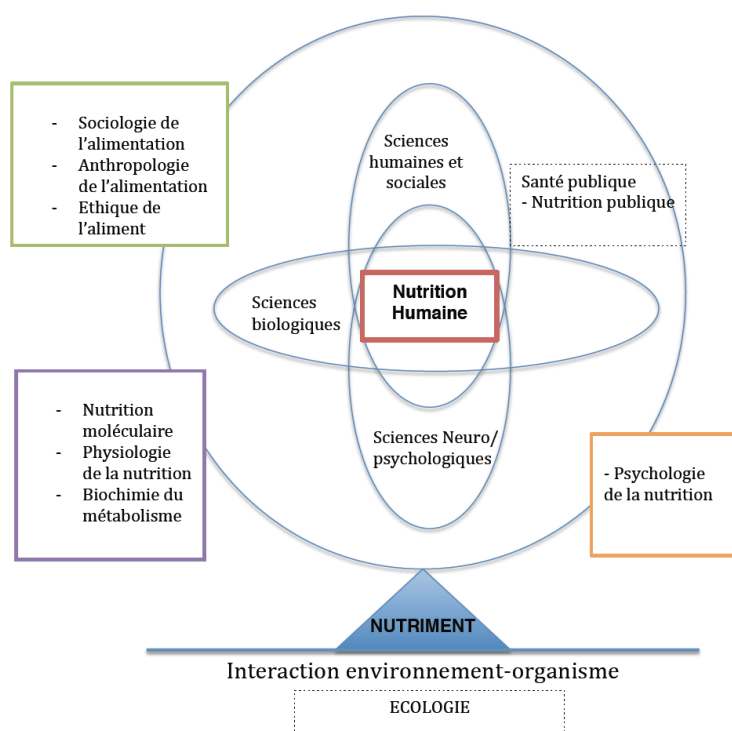 - Sociologie de
l'alimentation
- Anthropologie
de l'alimentation
- Ethique de
l'aliment
Sciences
humaines et
sociales
Santé publique
- Nutrition publique
Sciences
biologiques
Nutrition
Humaine
- Nutrition
moléculaire
- Physiologie
de la nutrition
- Biochimie du
métabolisme
Sciences Neuro/
psychologiques
- Psychologie
de la nutrition
NUTRIMENT
Interaction environnement-organisme
ECOLOGIE